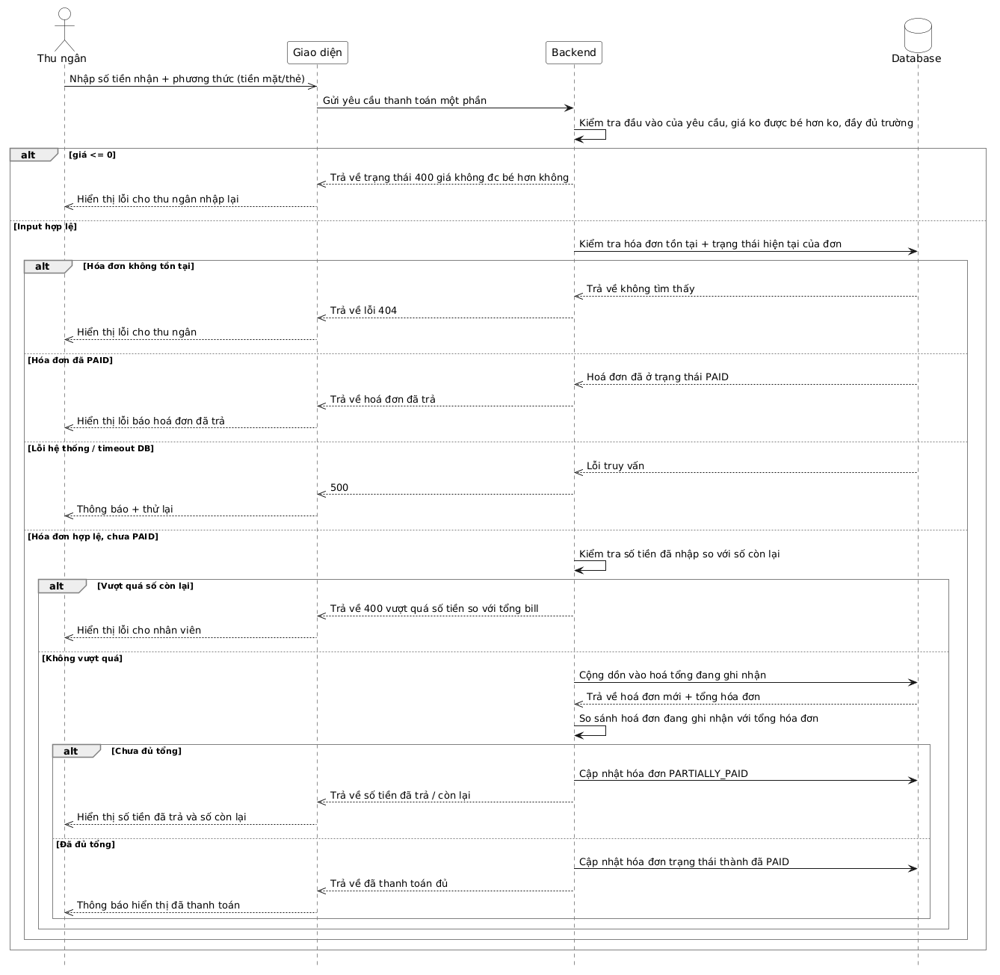 Thu ngân
Giao diện
Backend
Database
Nhập số tiền nhận + phương thức (tiền mặt/thẻ)
Gửi yêu cầu thanh toán một phần
Kiểm tra đầu vào của yêu cầu, giá ko được bé hơn ko, đầy đủ trường
alt [giá <= 0]
Trả về trạng thái 400 giá không đc bé hơn không
Hiển thị lỗi cho thu ngân nhập lại
[Input hợp lệ]
Kiểm tra hóa đơn tồn tại + trạng thái hiện tại của đơn
alt [Hóa đơn không tồn tại]
Trả về không tìm thấy
Trả về lỗi 404
Hiển thị lỗi cho thu ngân
[Hóa đơn đã PAID]
Hoá đơn đã ở trạng thái PAID
Trả về hoá đơn đã trả
Hiển thị lỗi báo hoá đơn đã trả
[Lỗi hệ thống / timeout DB]
Lỗi truy vấn
500
Thông báo + thử lại
[Hóa đơn hợp lệ, chưa PAID]
Kiểm tra số tiền đã nhập so với số còn lại
alt [Vượt quá số còn lại]
Trả về 400 vượt quá số tiền so với tổng bill
Hiển thị lỗi cho nhân viên
[Không vượt quá]
Cộng dồn vào hoá tổng đang ghi nhận
Trả về hoá đơn mới + tổng hóa đơn
So sánh hoá đơn đang ghi nhận với tổng hóa đơn
alt [Chưa đủ tổng]
Cập nhật hóa đơn PARTIALLY_PAID
Trả về số tiền đã trả / còn lại
Hiển thị số tiền đã trả và số còn lại
[Đã đủ tổng]
Cập nhật hóa đơn trạng thái thành đã PAID
Trả về đã thanh toán đủ
Thông báo hiển thị đã thanh toán